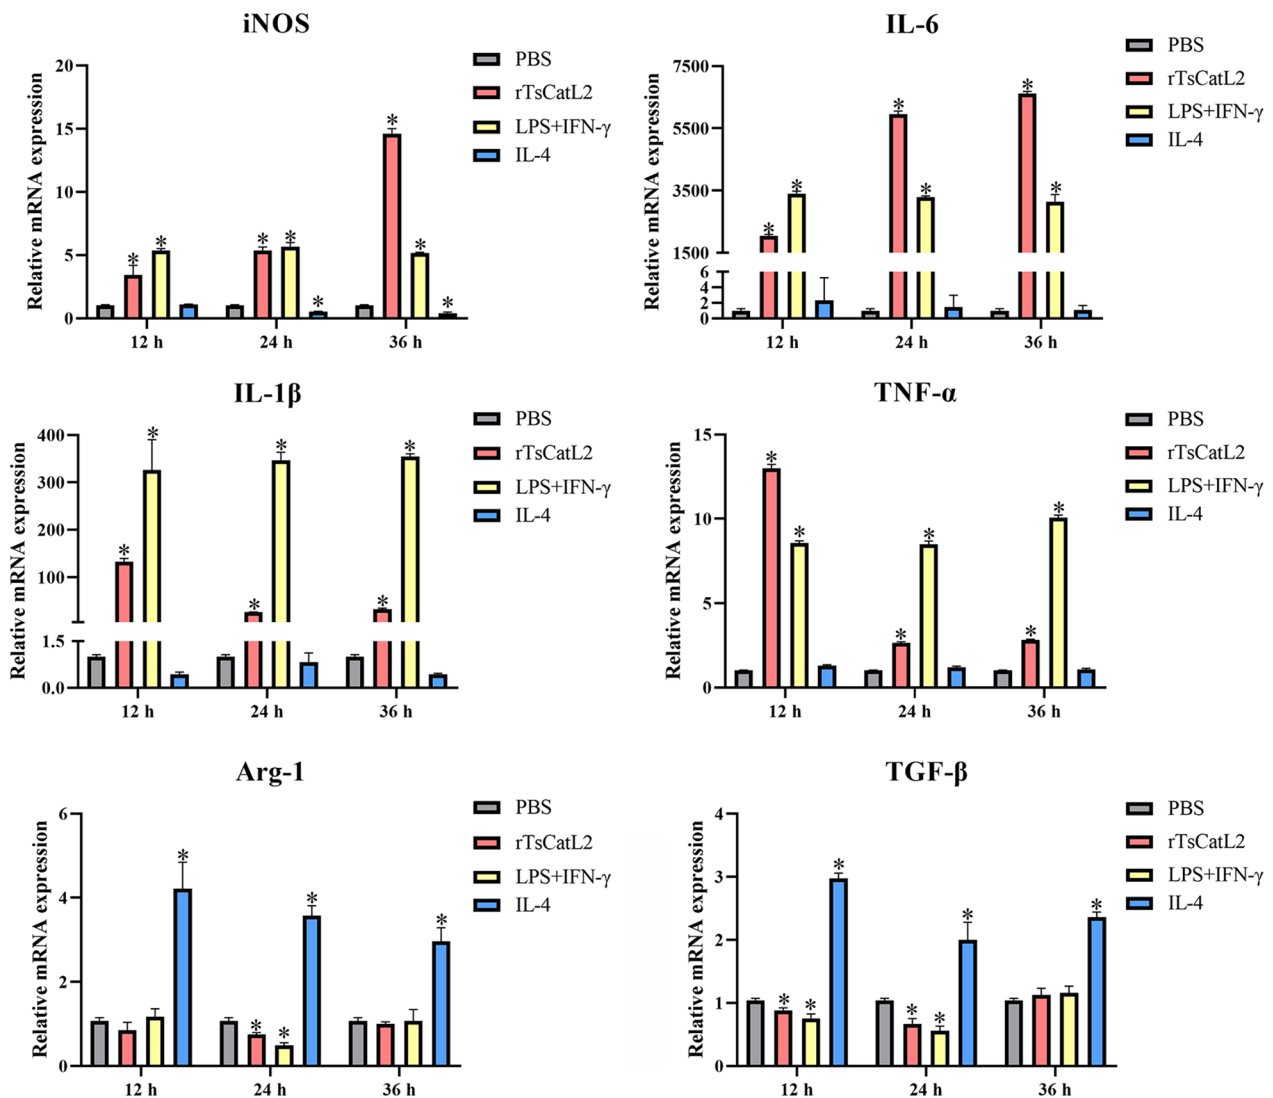 iNOS
Relative mRNA expression
20
15
10
5
0
*
*
*
*
*
*
*
*
12 h
24 h
36 h
PBS
rTsCatL2
LPS+IFN-γ
IL-4
IL-6
Relative mRNA expression
7500
5500
3500
1500
6
4
2
0
*
*
*
*
*
*
12 h
24 h
36 h
PBS
rTsCatL2
LPS+IFN-γ
IL-4
IL-1β
Relative mRNA expression
400
300
200
100
1.5
0.0
*
*
*
*
*
*
12 h
24 h
36 h
PBS
rTsCatL2
LPS+IFN-γ
IL-4
TNF-α
Relative mRNA expression
15
10
5
0
*
*
*
*
*
*
12 h
24 h
36 h
PBS
rTsCatL2
LPS+IFN-γ
IL-4
Arg-1
Relative mRNA expression
6
4
2
0
*
*
*
*
*
12 h
24 h
36 h
PBS
rTsCatL2
LPS+IFN-γ
IL-4
TGF-β
Relative mRNA expression
4
3
2
1
0
*
*
*
*
*
*
*
12 h
24 h
36 h
PBS
rTsCatL2
LPS+IFN-γ
IL-4